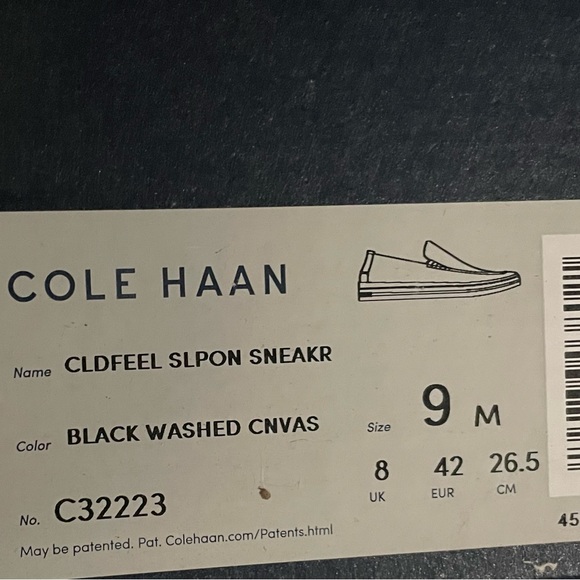 COLE HAAN
Name CLDFEEL SLPON SNEAKR
Color BLACK WASHED CNVAS
Size 9 M
8 42 26.5
UK EUR CM
No. C32223
May be patented. Pat. Colehaan.com/Patents.html
45